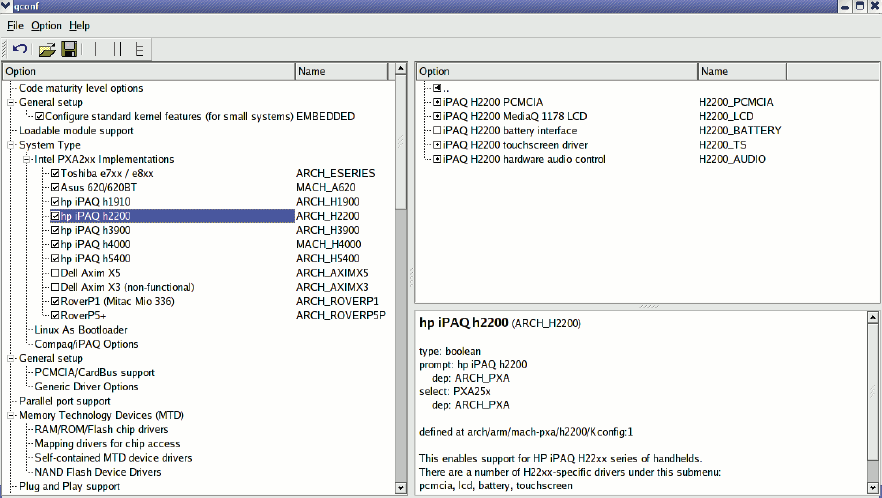 qconf
File Option Help
Option Name
Code maturity level options
General setup
Configure standard kernel features (for small systems) EMBEDDED
Loadable module support
System Type
Intel PXA2xx Implementations
Toshiba e7xx / e8xx ARCH_ESERIES
Asus 620/620BT MACH_A620
hp iPAQ h1910 ARCH_H1900
hp iPAQ h2200 ARCH_H2200
hp iPAQ h3900 ARCH_H3900
hp iPAQ h4000 MACH_H4000
hp iPAQ h5400 ARCH_H5400
Dell Axim X5 ARCH_AXIMX5
Dell Axim X3 (non-functional) ARCH_AXIMX3
RoverP1 (Mitac Mio 336) ARCH_ROVERP1
RoverP5+ ARCH_ROVERP5P
Linux As Bootloader
Compaq/iPAQ Options
General setup
PCMCIA/CardBus support
Generic Driver Options
Parallel port support
Memory Technology Devices (MTD)
RAM/ROM/Flash chip drivers
Mapping drivers for chip access
Self-contained MTD device drivers
NAND Flash Device Drivers
Plug and Play support
Option Name
..
iPAQ H2200 PCMCIA H2200_PCMCIA
iPAQ H2200 MediaQ 1178 LCD H2200_LCD
iPAQ H2200 battery interface H2200_BATTERY
iPAQ H2200 touchscreen driver H2200_TS
iPAQ H2200 hardware audio control H2200_AUDIO
hp iPAQ h2200 (ARCH_H2200)
type: boolean
prompt: hp iPAQ h2200
dep: ARCH_PXA
select: PXA25x
dep: ARCH_PXA
defined at arch/arm/mach-pxa/h2200/Kconfig:1
This enables support for HP iPAQ H22xx series of handhelds.
There are a number of H22xx-specific drivers under this submenu:
pcmcia, lcd, battery, touchscreen